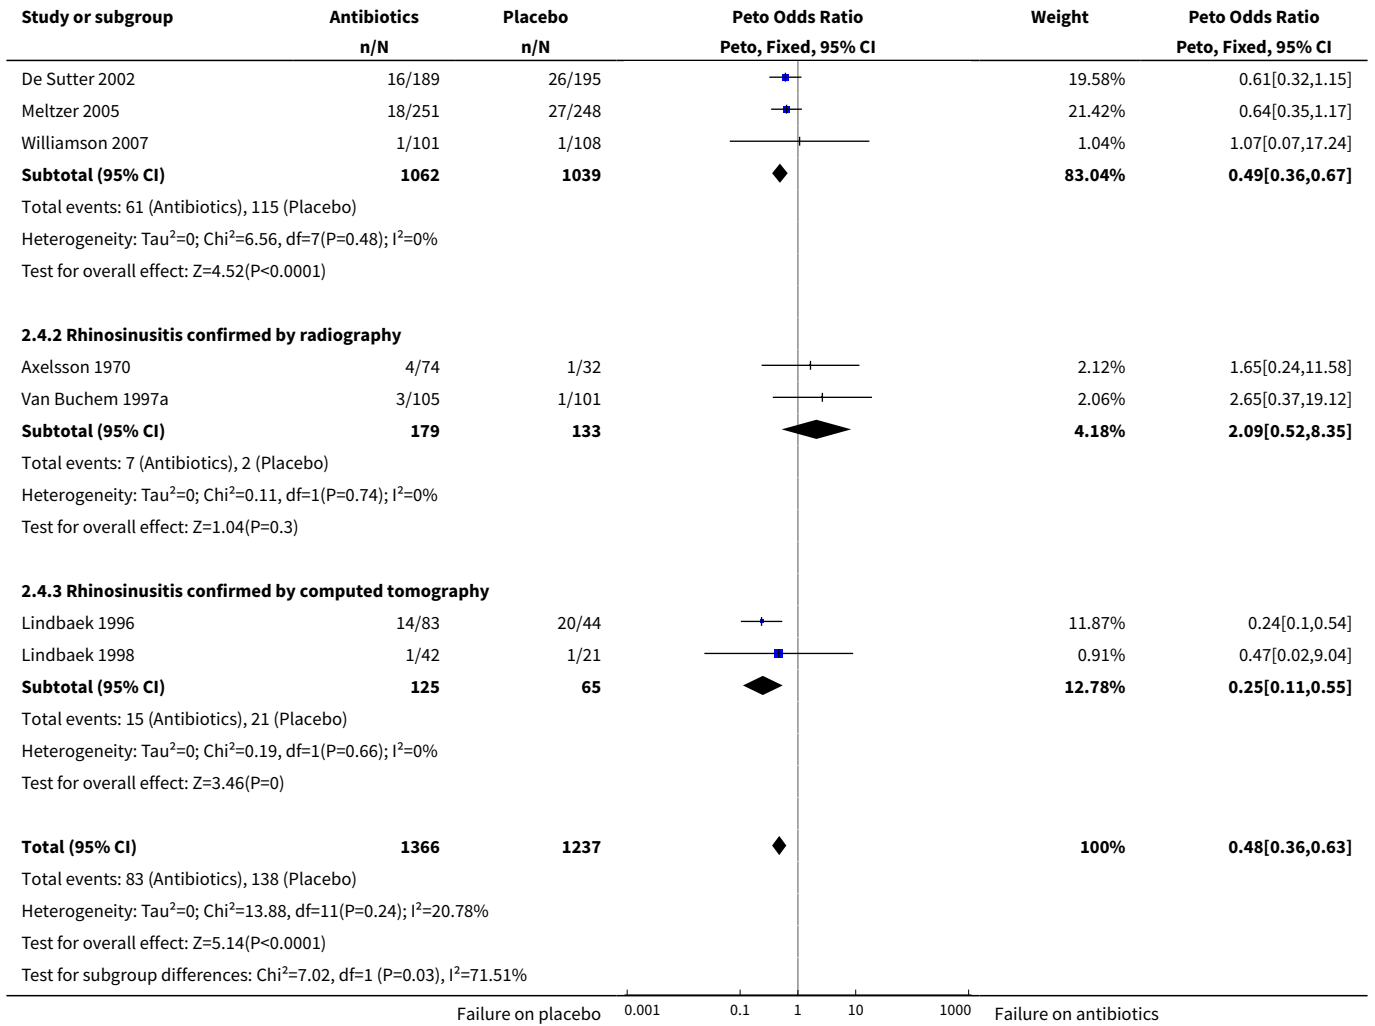 Study or subgroup Antibiotics Placebo Peto Odds Ratio Weight Peto Odds Ratio
n/N n/N Peto, Fixed, 95% CI Peto, Fixed, 95% CI
De Sutter 2002 16/189 26/195 19.58% 0.61[0.32,1.15]
Meltzer 2005 18/251 27/248 21.42% 0.64[0.35,1.17]
Williamson 2007 1/101 1/108 1.04% 1.07[0.07,17.24]
Subtotal (95% CI) 1062 1039 83.04% 0.49[0.36,0.67]
Total events: 61 (Antibiotics), 115 (Placebo)
Heterogeneity: Tau²=0; Chi²=6.56, df=7(P=0.48); I²=0%
Test for overall effect: Z=4.52(P<0.0001)
2.4.2 Rhinosinusitis confirmed by radiography
Axelsson 1970 4/74 1/32 2.12% 1.65[0.24,11.58]
Van Buchem 1997a 3/105 1/101 2.06% 2.65[0.37,19.12]
Subtotal (95% CI) 179 133 4.18% 2.09[0.52,8.35]
Total events: 7 (Antibiotics), 2 (Placebo)
Heterogeneity: Tau²=0; Chi²=0.11, df=1(P=0.74); I²=0%
Test for overall effect: Z=1.04(P=0.3)
2.4.3 Rhinosinusitis confirmed by computed tomography
Lindbaek 1996 14/83 20/44 11.87% 0.24[0.1,0.54]
Lindbaek 1998 1/42 1/21 0.91% 0.47[0.02,9.04]
Subtotal (95% CI) 125 65 12.78% 0.25[0.11,0.55]
Total events: 15 (Antibiotics), 21 (Placebo)
Heterogeneity: Tau²=0; Chi²=0.19, df=1(P=0.66); I²=0%
Test for overall effect: Z=3.46(P=0)
Total (95% CI) 1366 1237 100% 0.48[0.36,0.63]
Total events: 83 (Antibiotics), 138 (Placebo)
Heterogeneity: Tau²=0; Chi²=13.88, df=11(P=0.24); I²=20.78%
Test for overall effect: Z=5.14(P<0.0001)
Test for subgroup differences: Chi²=7.02, df=1 (P=0.03), I²=71.51%
Failure on placebo 0.001 0.1 1 10 1000 Failure on antibiotics